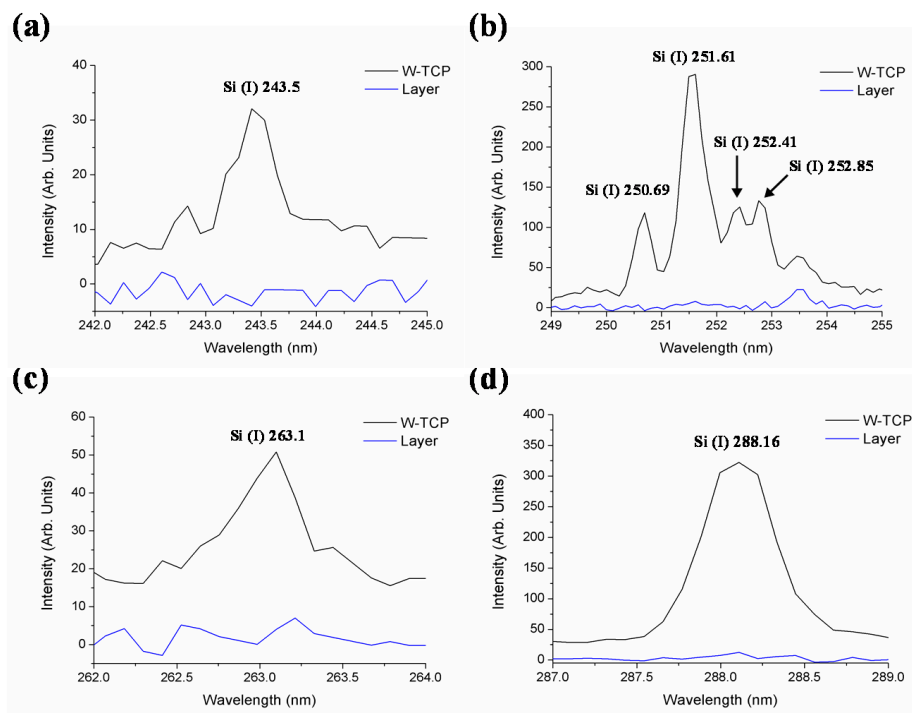 (a)
Si (I) 243.5
W-TCP
Layer
Intensity (Arb. Units)
40
30
20
10
0
242.0 242.5 243.0 243.5 244.0 244.5 245.0
Wavelength (nm)
(b)
Si (I) 251.61
W-TCP
Layer
Si (I) 252.41
Si (I) 252.85
Si (I) 250.69
Intensity (Arb. Units)
300
250
200
150
100
50
0
249 250 251 252 253 254 255
Wavelength (nm)
(c)
Si (I) 263.1
W-TCP
Layer
Intensity (Arb. Units)
60
50
40
30
20
10
0
262.0 262.5 263.0 263.5 264.0
Wavelength (nm)
(d)
Si (I) 288.16
W-TCP
Layer
Intensity (Arb. Units)
400
350
300
250
200
150
100
50
0
287.0 287.5 288.0 288.5 289.0
Wavelength (nm)